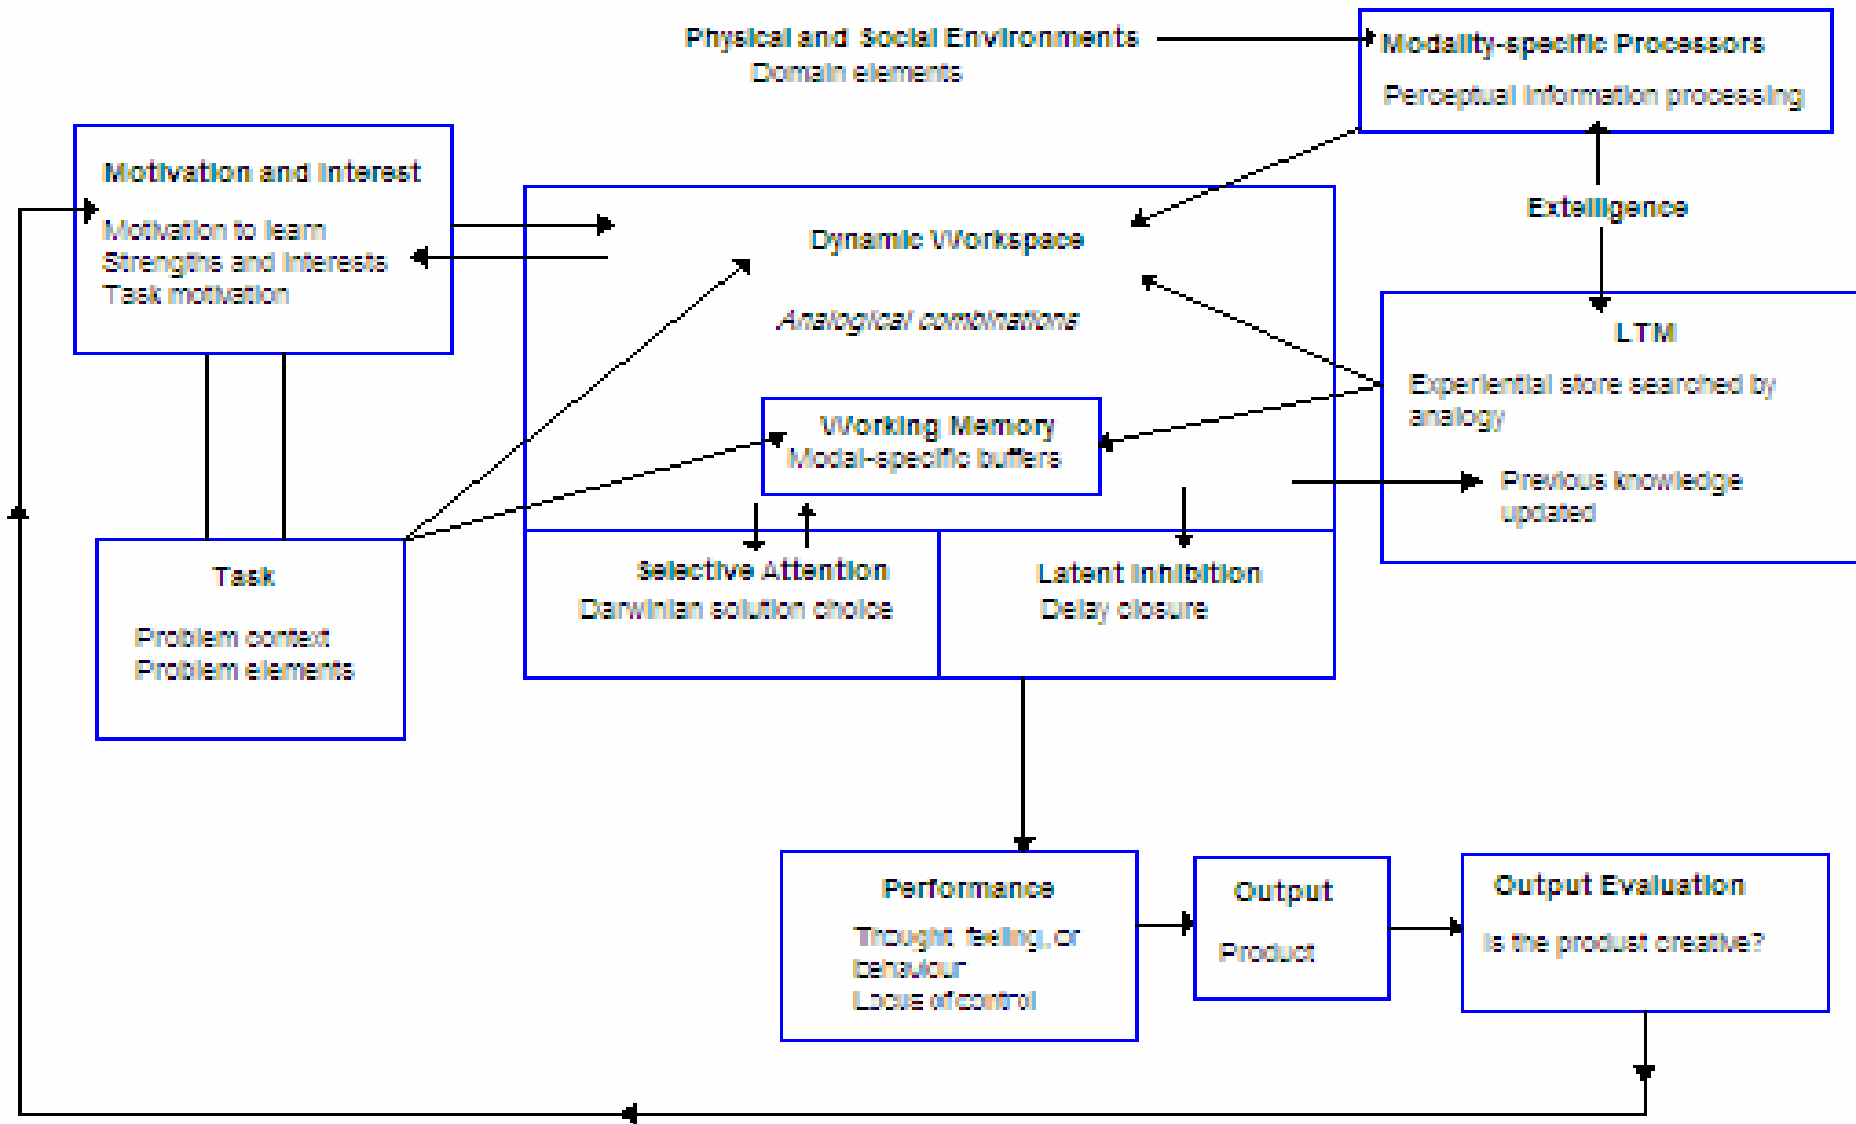 Physical and Social Environments
Domain elements
Modality-specific Processors
Perceptual information processing
Motivation and Interest
Motivation to learn
Strengths and interests
Task motivation
Extelligence
Dynamic Workspace
Analogical combinations
LTM
Experiential store searched by
analogy
Previous knowledge
updated
Working Memory
Modal-specific buffers
Task
Problem context
Problem elements
Selective Attention
Darwinian solution choice
Latent Inhibition
Delay closure
Performance
Thought, feeling, or
behaviour
Locus of control
Output
Product
Output Evaluation
Is the produst creative?